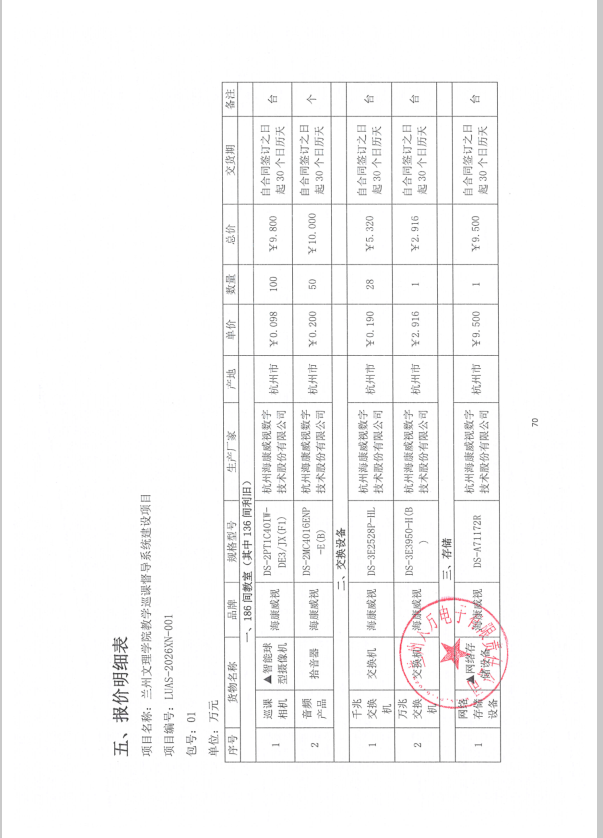 五、报价明细表
项目名称：兰州文理学院教学巡课督导系统建设项目
项目编号：LUAS-2026XN-001
包号：01
单位：万元
序号 货物名称 品牌 规格型号 生产厂家 产地 单价 数量 总价 交货期 备注
一、186间教室（其中136间利旧）
1 巡课相机 ▲智能球型摄像机 海康威视 DS-2PT1C40IW-DE3/JX(F1) 杭州海康威视数字技术股份有限公司 杭州市 ￥0.098 100 ￥9.800 自合同签订之日起30个日历天 台
2 音频产品 拾音器 海康威视 DS-2MC4016ENP-E(B) 杭州海康威视数字技术股份有限公司 杭州市 ￥0.200 50 ￥10.000 自合同签订之日起30个日历天 个
二、交换设备
1 千兆交换机 交换机 海康威视 DS-3E2528P-HL 杭州海康威视数字技术股份有限公司 杭州市 ￥0.190 28 ￥5.320 自合同签订之日起30个日历天 台
2 万兆交换机 交换机 海康威视 DS-3E3950-H(B) 杭州海康威视数字技术股份有限公司 杭州市 ￥2.916 1 ￥2.916 自合同签订之日起30个日历天 台
三、存储
1 网络存储设备 ▲网络存储设备 海康威视 DS-A71172R 杭州海康威视数字技术股份有限公司 杭州市 ￥9.500 1 ￥9.500 自合同签订之日起30个日历天 台
70